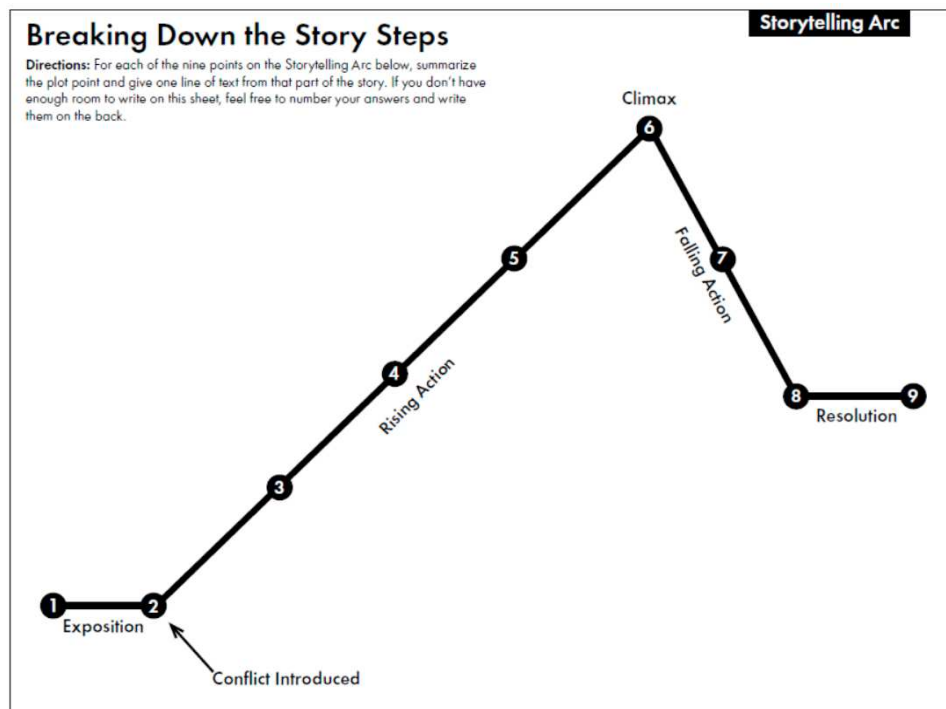 Storytelling Arc
Breaking Down the Story Steps
Directions: For each of the nine points on the Storytelling Arc below, summarize
the plot point and give one line of text from that part of the story. If you don't have
enough room to write on this sheet, feel free to number your answers and write
them on the back.
Climax
6
5
Falling Action
7
4
Rising Action
8
9
Resolution
3
1
2
Exposition
Conflict Introduced